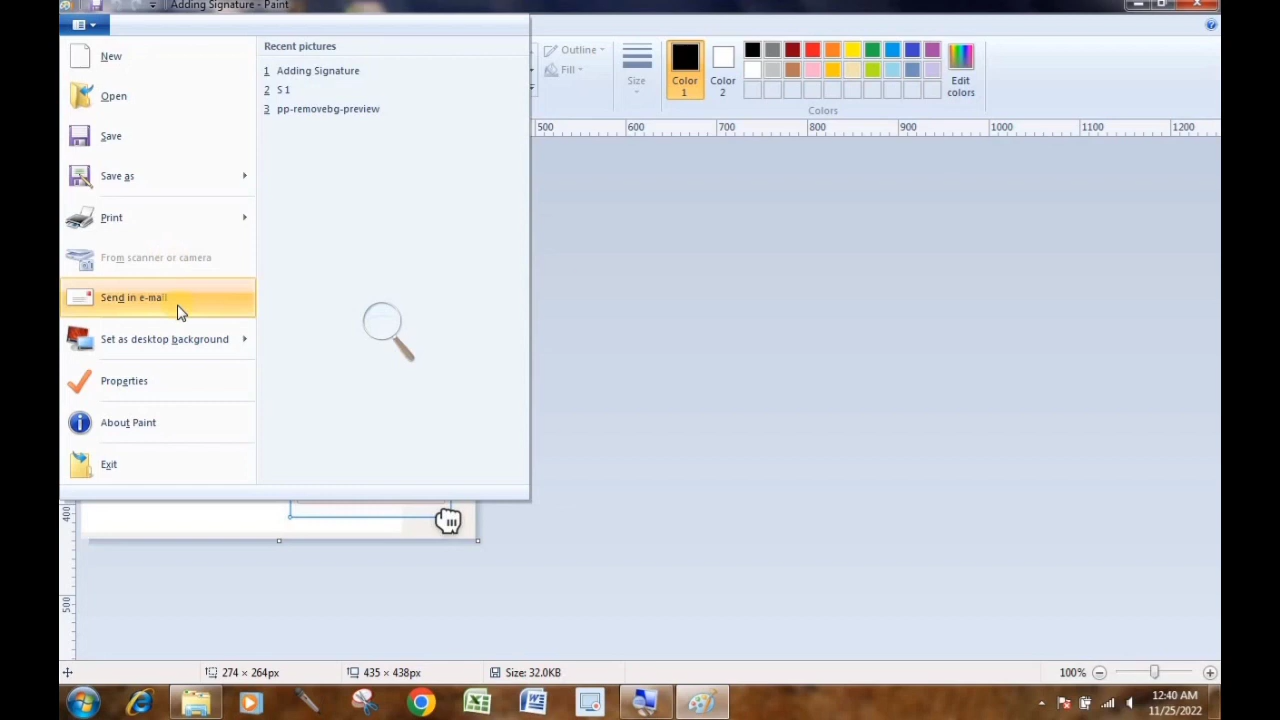 Adding Signature - Paint
New
Open
Save
Save as
Print
From scanner or camera
Send in e-mail
Set as desktop background
Properties
About Paint
Exit
Recent pictures
1 Adding Signature
2 S 1
3 pp-removebg-preview
Outline
Fill
Size
Color
1
Color
2
Edit
colors
Colors
500 600 700 800 900 1000 1100 1200
400
500
274 × 264px
435 × 438px
Size: 32.0KB
100%
12:40 AM
11/25/2022